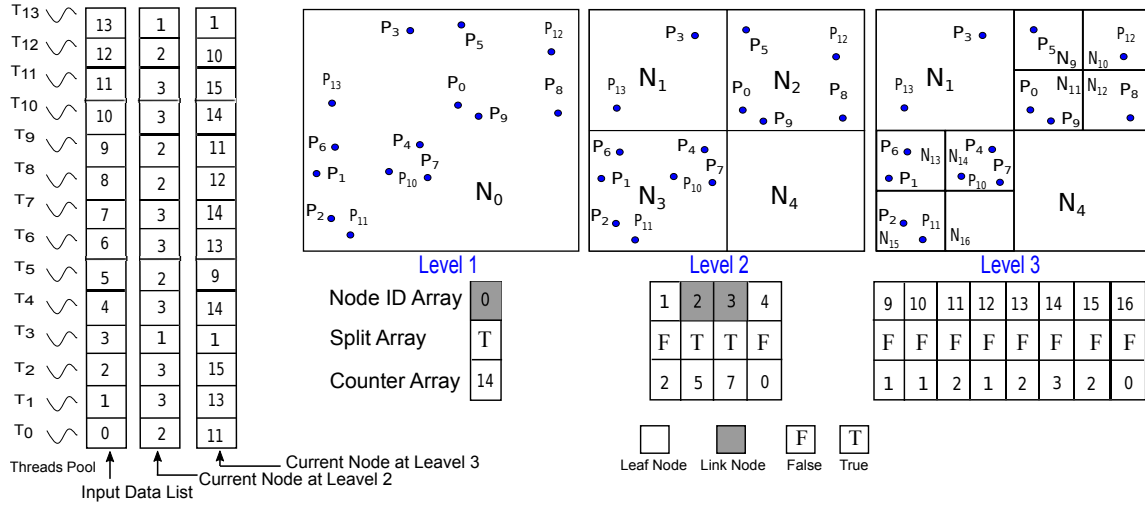 T13 13 1 1
T12 12 2 10
T11 11 3 15
T10 10 3 14
T9 9 2 11
T8 8 2 12
T7 7 3 14
T6 6 3 13
T5 5 2 9
T4 4 3 14
T3 3 1 1
T2 2 3 15
T1 1 3 13
T0 0 2 11
Threads Pool
Input Data List
Current Node at Leavel 2
Current Node at Leavel 3
P3 P5 P12
P13 P0 P9 P8
P6 P4
P1 P10 P7
P2 P11 N0
Level 1
P3 P5 P12
P13 N1 P0 N2 P8
P9
P6 P4
P1 P10 P7
N3
P2 P11 N4
Level 2
P3 P5 N9 N10 P12
P13 N1 P0 N11 N12 P8
P9
P6 N13 N14 P4
P1 P10 P7
P2 P11 N4
N15 N16
Level 3
Node ID Array 0
Split Array T
Counter Array 14
1 2 3 4
F T T F
2 5 7 0
9 10 11 12 13 14 15 16
F F F F F F F F
1 1 2 1 2 3 2 0
F T
Leaf Node Link Node False True